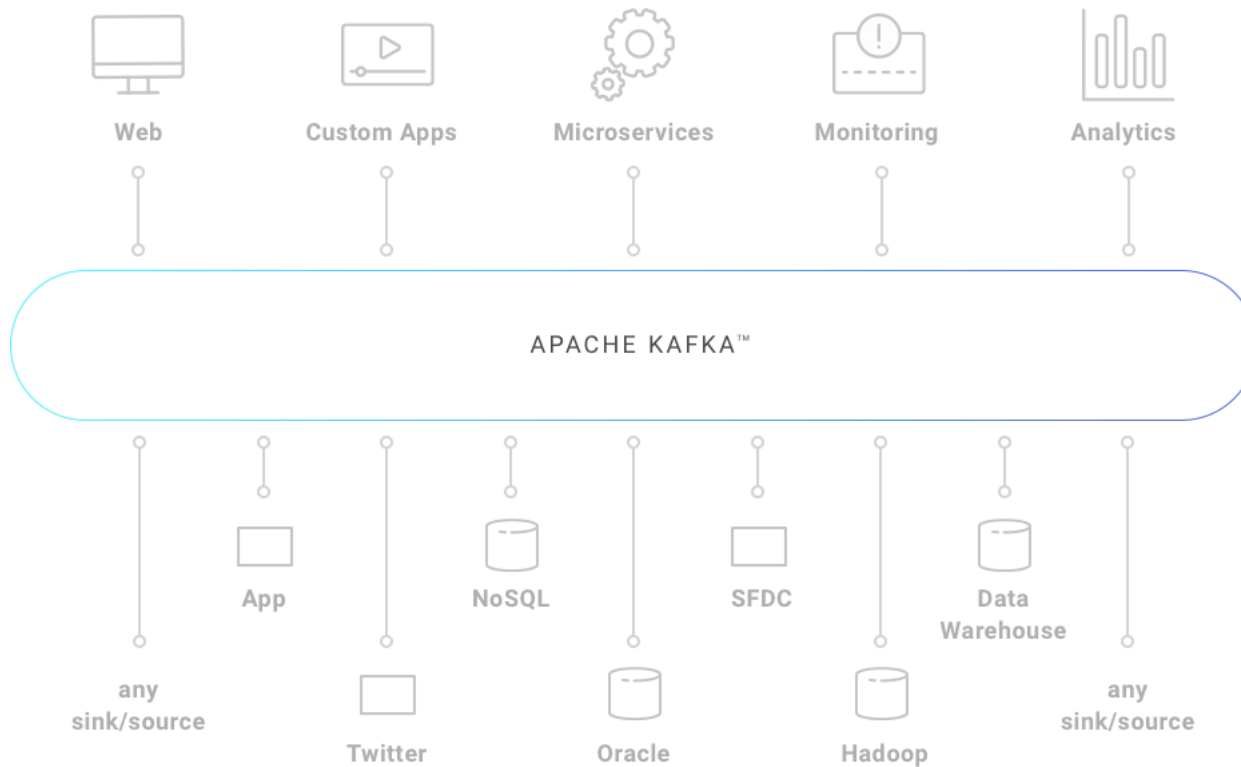 Web
Custom Apps
Microservices
Monitoring
Analytics
APACHE KAFKA™
App
NoSQL
SFDC
Data
Warehouse
any
sink/source
Twitter
Oracle
Hadoop
any
sink/source